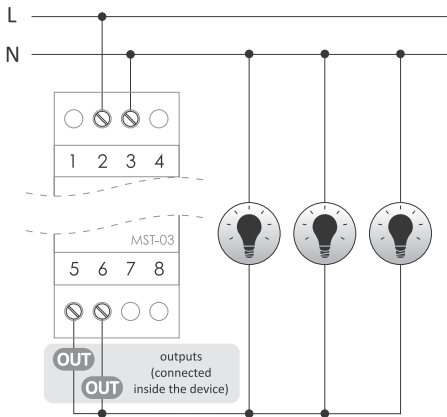 L
N
1 2 3 4
MST-03
5 6 7 8
OUT
OUT
outputs
(connected
inside the device)